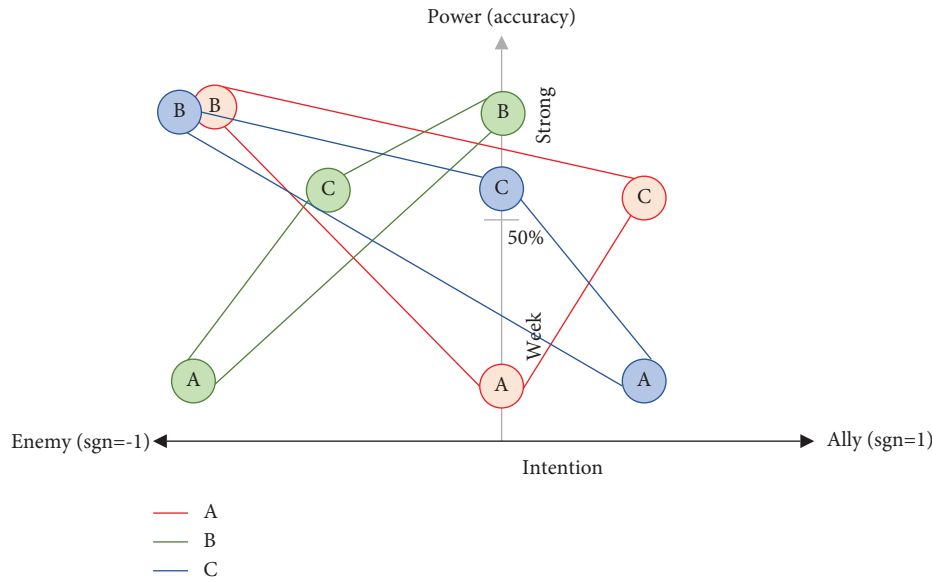 Power (accuracy)
B
B
B
Strong
C
C
C
50%
Week
A
A
A
Enemy (sgn=-1)
Ally (sgn=1)
Intention
A
B
C